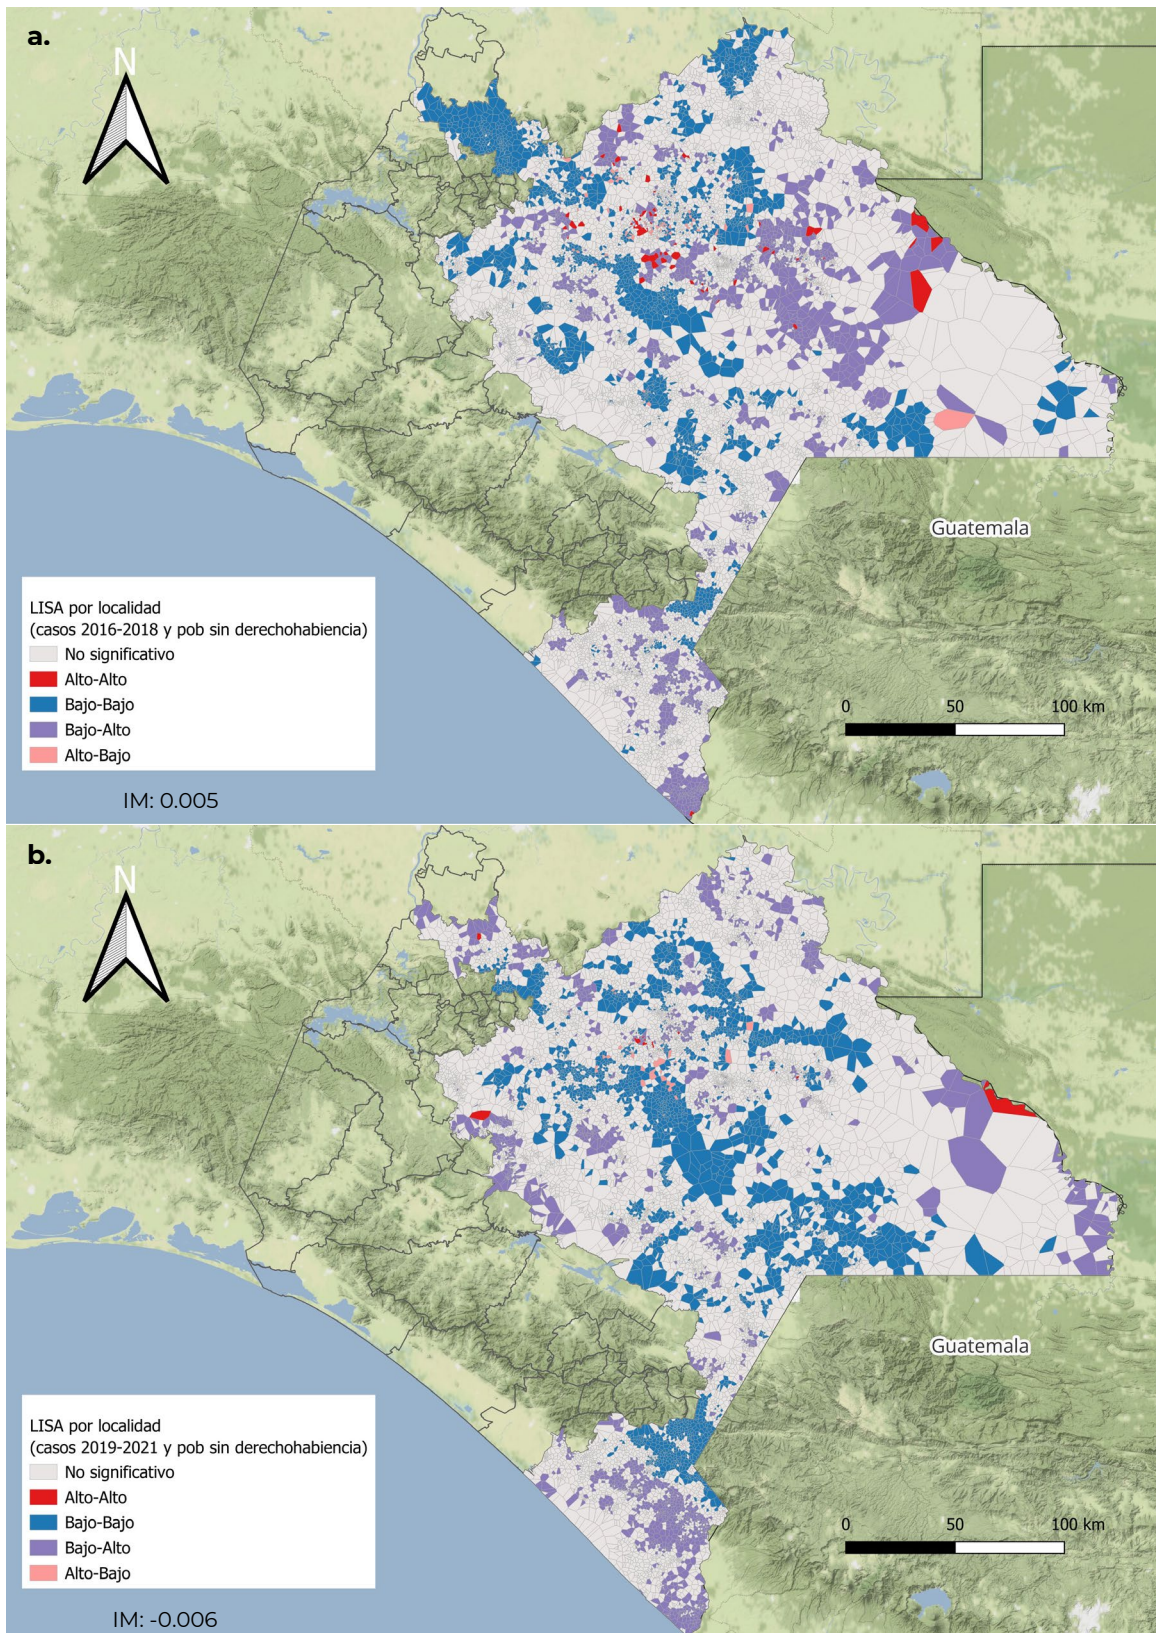 a.
N
Guatemala
LISA por localidad
(casos 2016-2018 y pob sin derechohabiencia)
No significativo
Alto-Alto
Bajo-Bajo
Bajo-Alto
Alto-Bajo
0 50 100 km
IM: 0.005
b.
N
Guatemala
LISA por localidad
(casos 2019-2021 y pob sin derechohabiencia)
No significativo
Alto-Alto
Bajo-Bajo
Bajo-Alto
Alto-Bajo
0 50 100 km
IM: -0.006